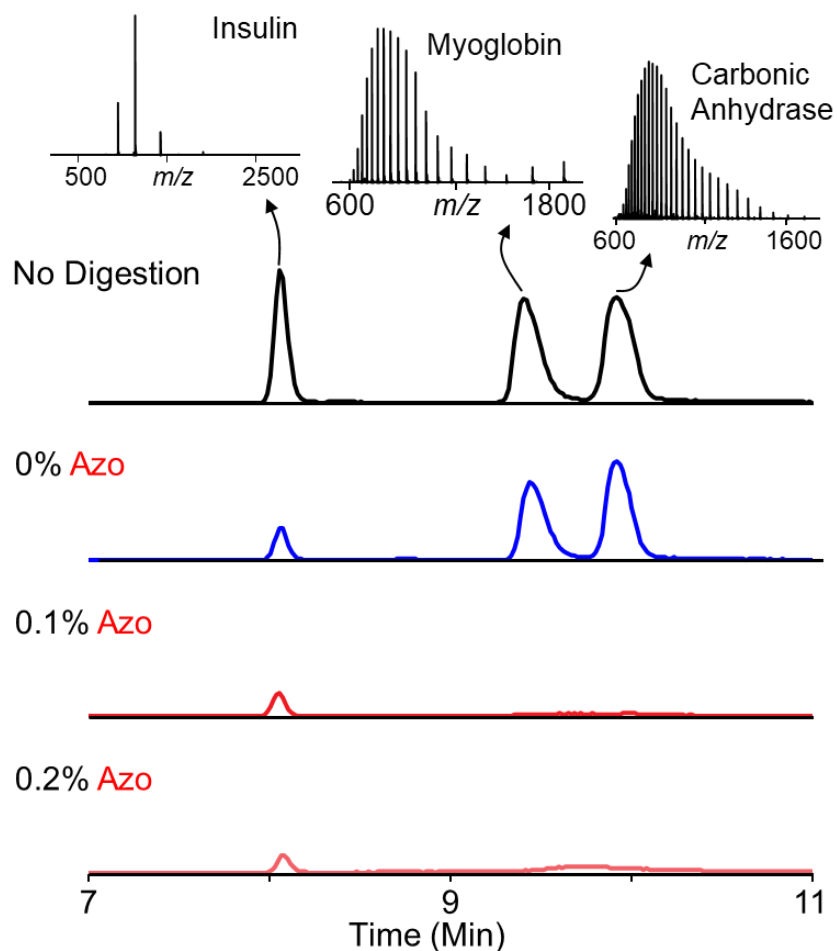 Insulin
Myoglobin
Carbonic
Anhydrase
500 m/z 2500
600 m/z 1800
600 m/z 1600
No Digestion
0% Azo
0.1% Azo
0.2% Azo
7 9 11
Time (Min)